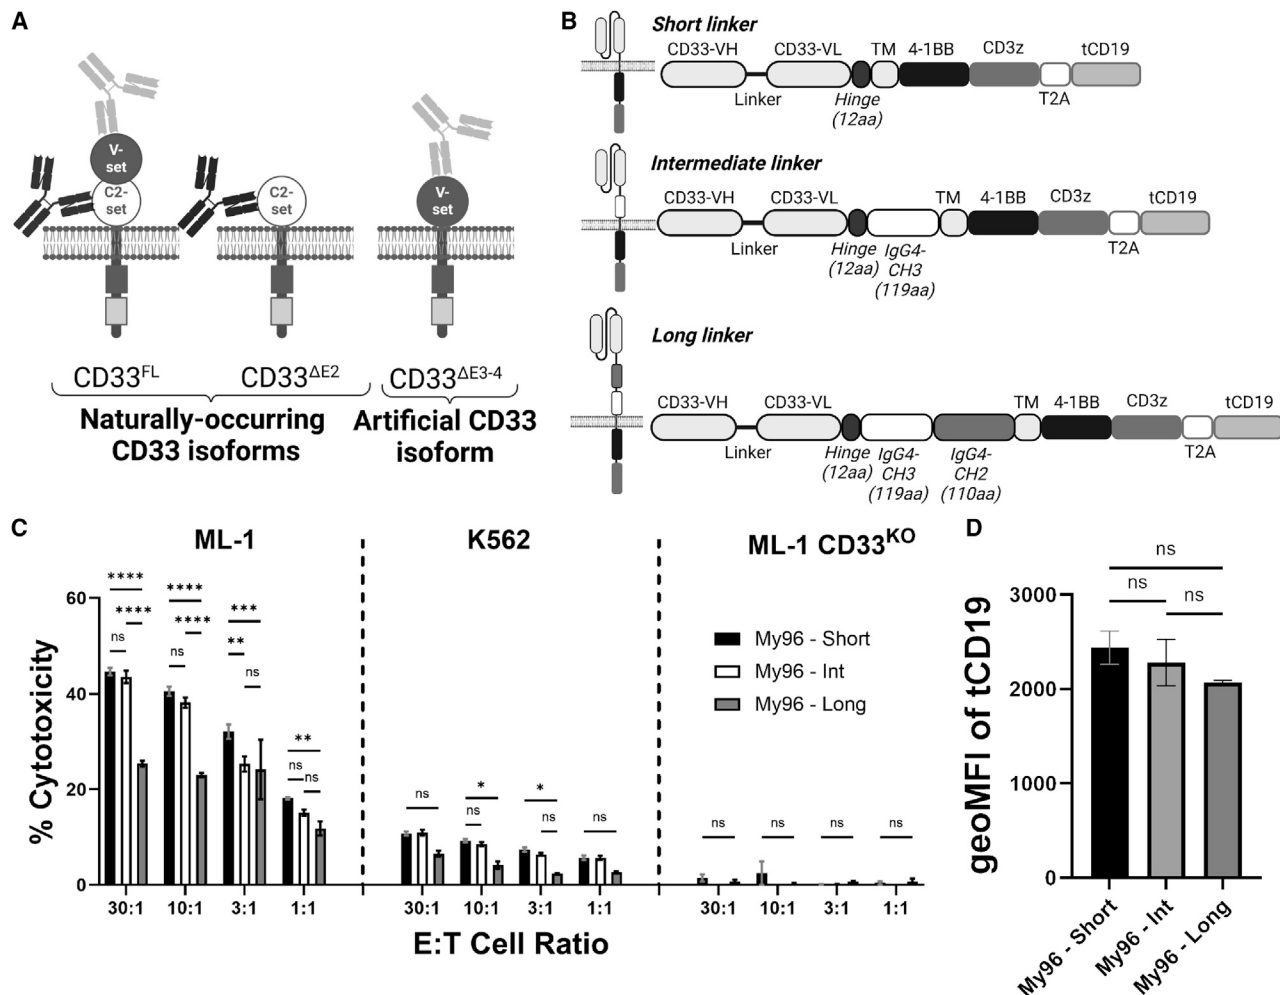 A
V-
set
C2-
set
C2-
set
V-
set
CD33FL
CD33ΔE2
CD33ΔE3-4
Naturally-occurring
CD33 isoforms
Artificial CD33
isoform
B
Short linker
CD33-VH CD33-VL TM 4-1BB CD3z tCD19
Linker Hinge T2A
(12aa)
Intermediate linker
CD33-VH CD33-VL TM 4-1BB CD3z tCD19
Linker Hinge IgG4- T2A
(12aa) CH3
(119aa)
Long linker
CD33-VH CD33-VL TM 4-1BB CD3z tCD19
Linker Hinge IgG4- IgG4- T2A
(12aa) CH3 CH2
(119aa) (110aa)
C
ML-1 K562 ML-1 CD33KO
% Cytotoxicity
60
40
20
0
**** **** ***
**** **** **
ns ns ns
**
ns ns
ns * * ns
ns ns
ns ns ns ns
My96 - Short
My96 - Int
My96 - Long
30:1 10:1 3:1 1:1 30:1 10:1 3:1 1:1 30:1 10:1 3:1 1:1
E:T Cell Ratio
D
geoMFI of tCD19
3000
2000
1000
0
ns
ns ns
My96 - Short
My96 - Int
My96 - Long